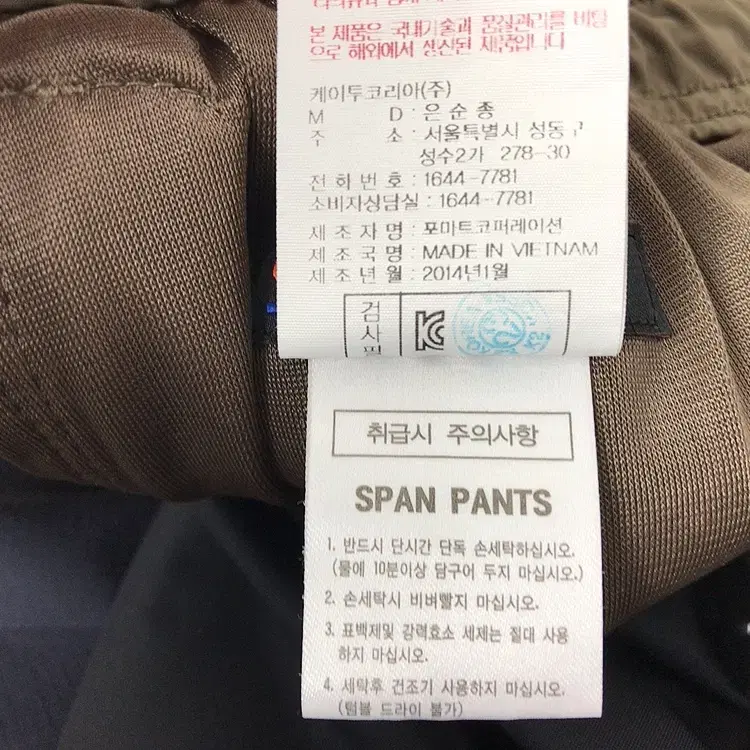 본 제품은 국내기술과 품질관리를 바탕
으로 해외에서 생산된 제품입니다
케이투코리아(주)
M D : 은 순 종
주 소 : 서울특별시 성동구
성수2가 278-30
전 화 번 호 : 1644-7781
소비자상담실 : 1644-7781
제 조 자 명 : 포마트코퍼레이션
제 조 국 명 : MADE IN VIETNAM
제 조 년 월 : 2014년1월
검
사
필
취급시 주의사항
SPAN PANTS
1. 반드시 단시간 단독 손세탁하십시오.
(물에 10분이상 담구어 두지 마십시오.)
2. 손세탁시 비벼빨지 마십시오.
3. 표백제및 강력효소 세제는 절대 사용
하지 마십시오.
4. 세탁후 건조기 사용하지 마십시오.
(텀블 드라이 불가)